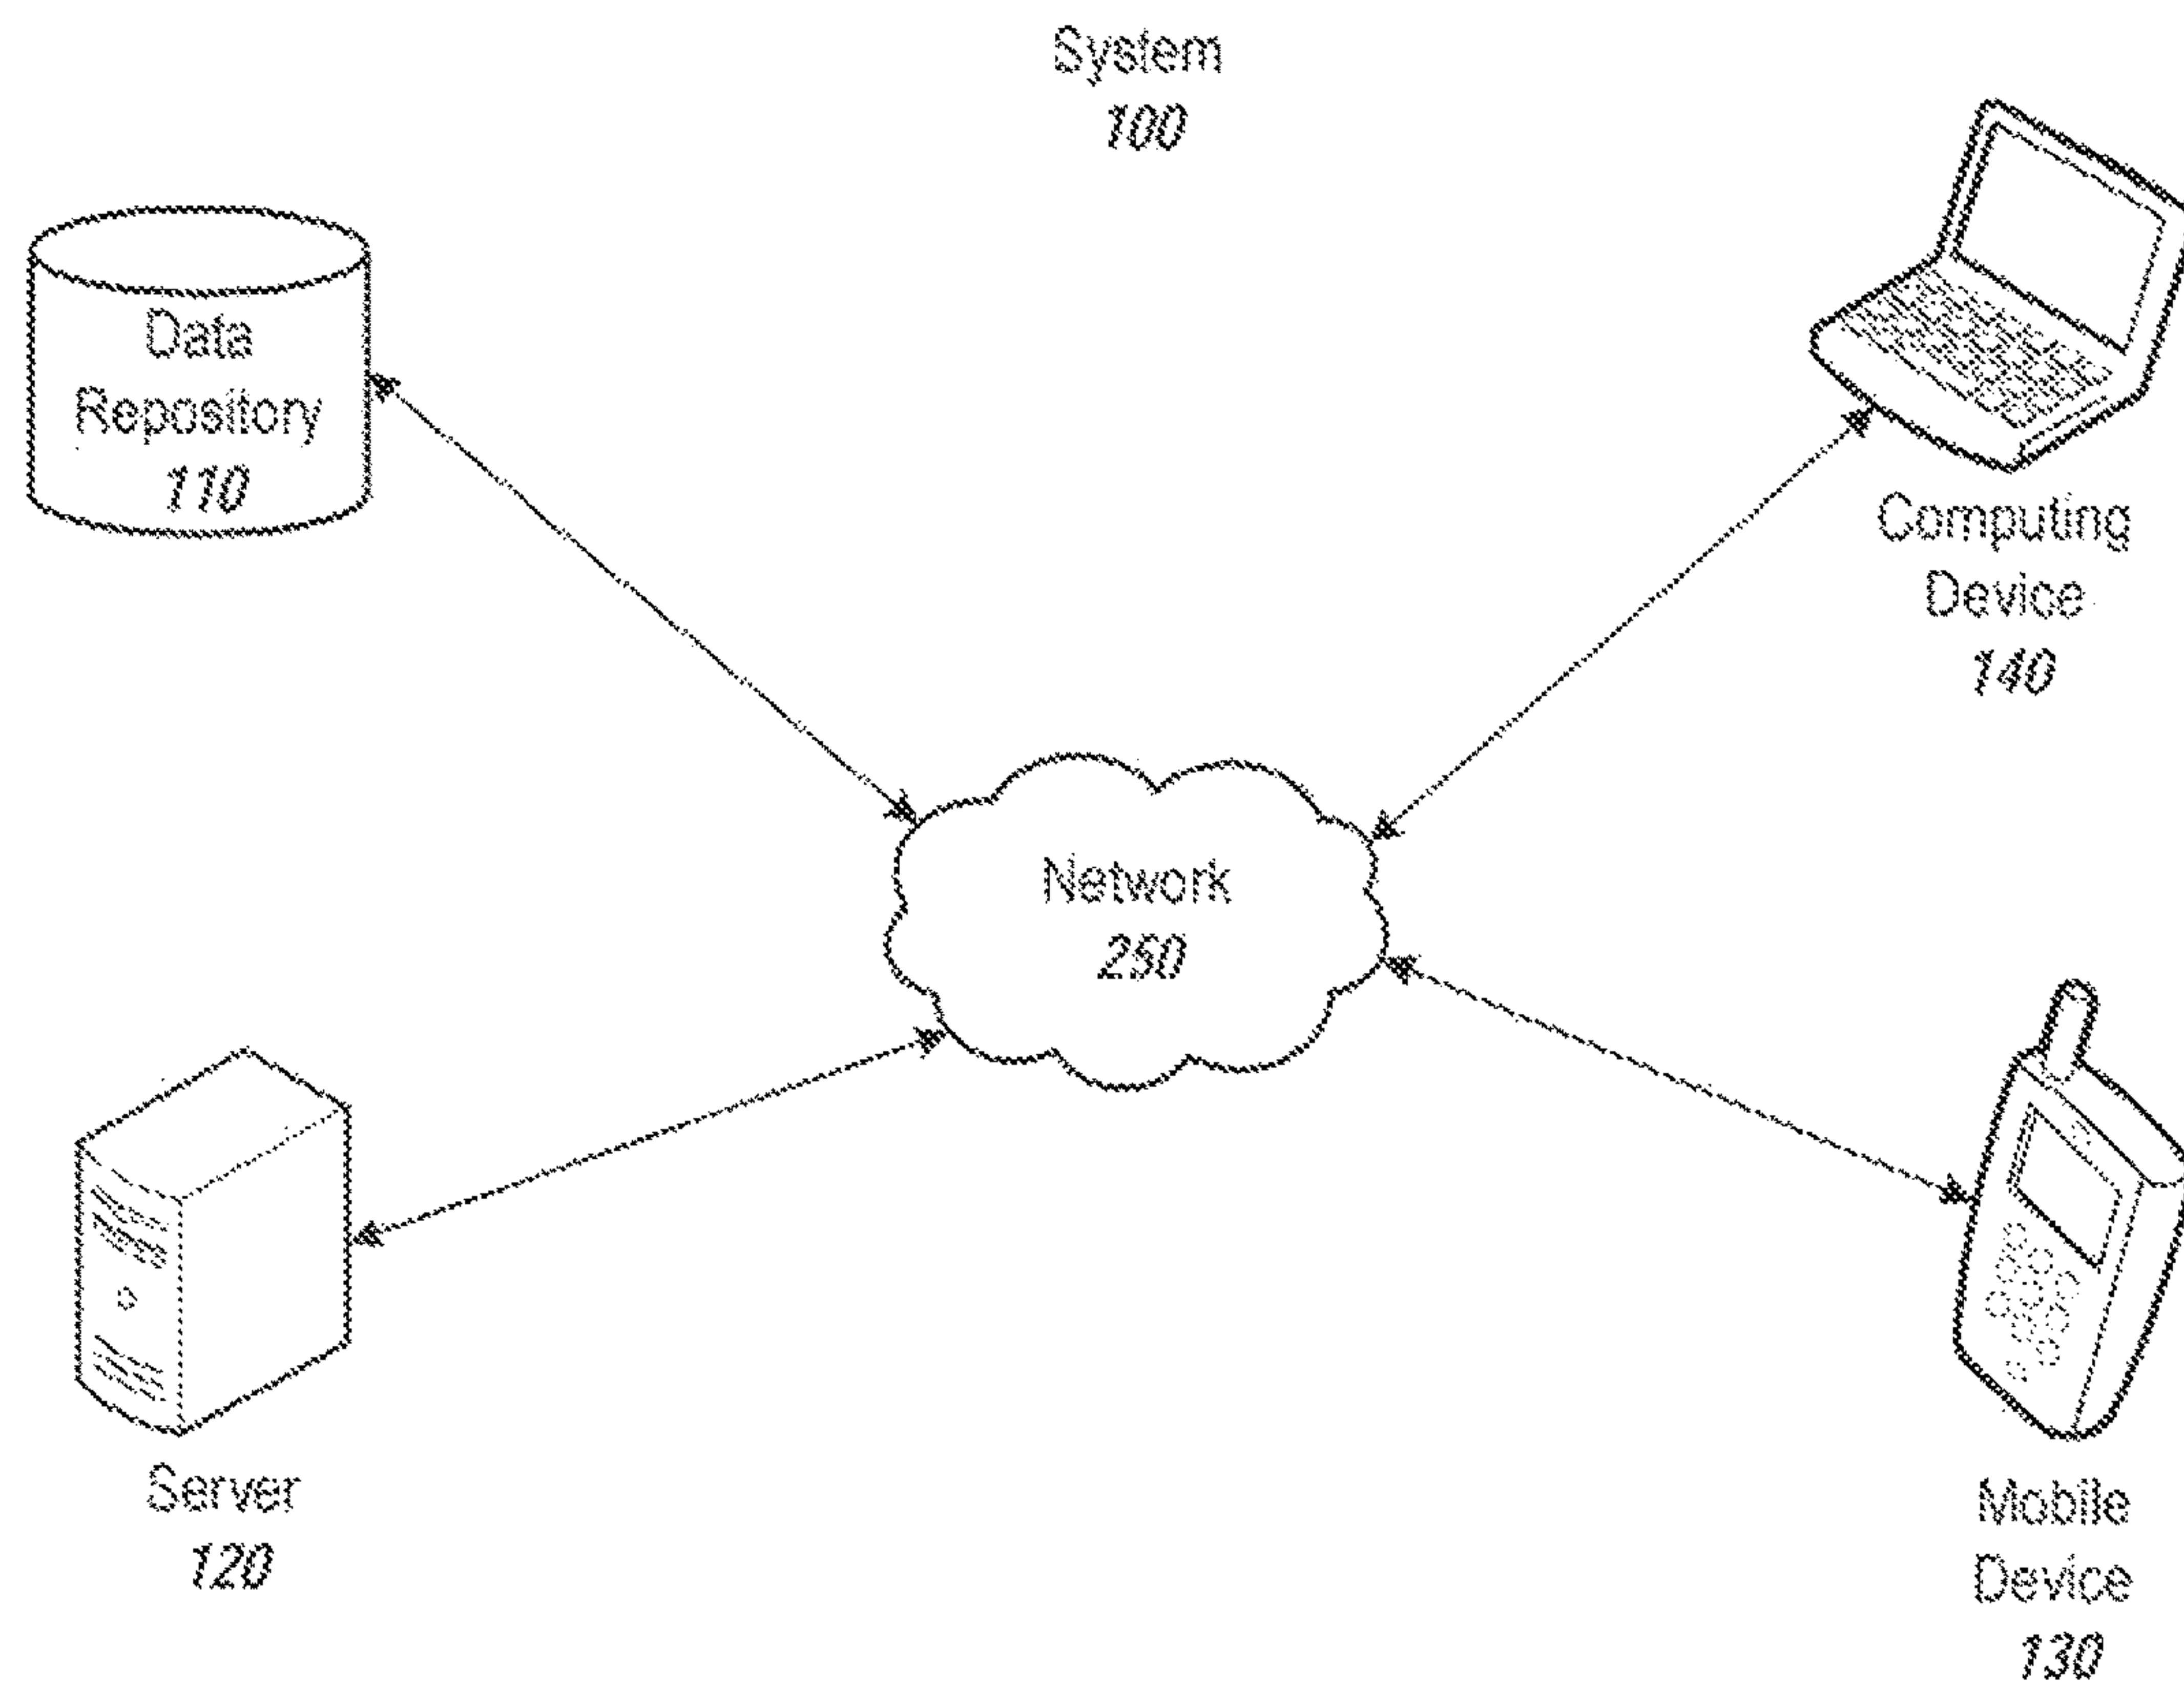 System
100
Data
Repository
110
Computing
Device
140
Network
250
Server
120
Mobile
Device
130